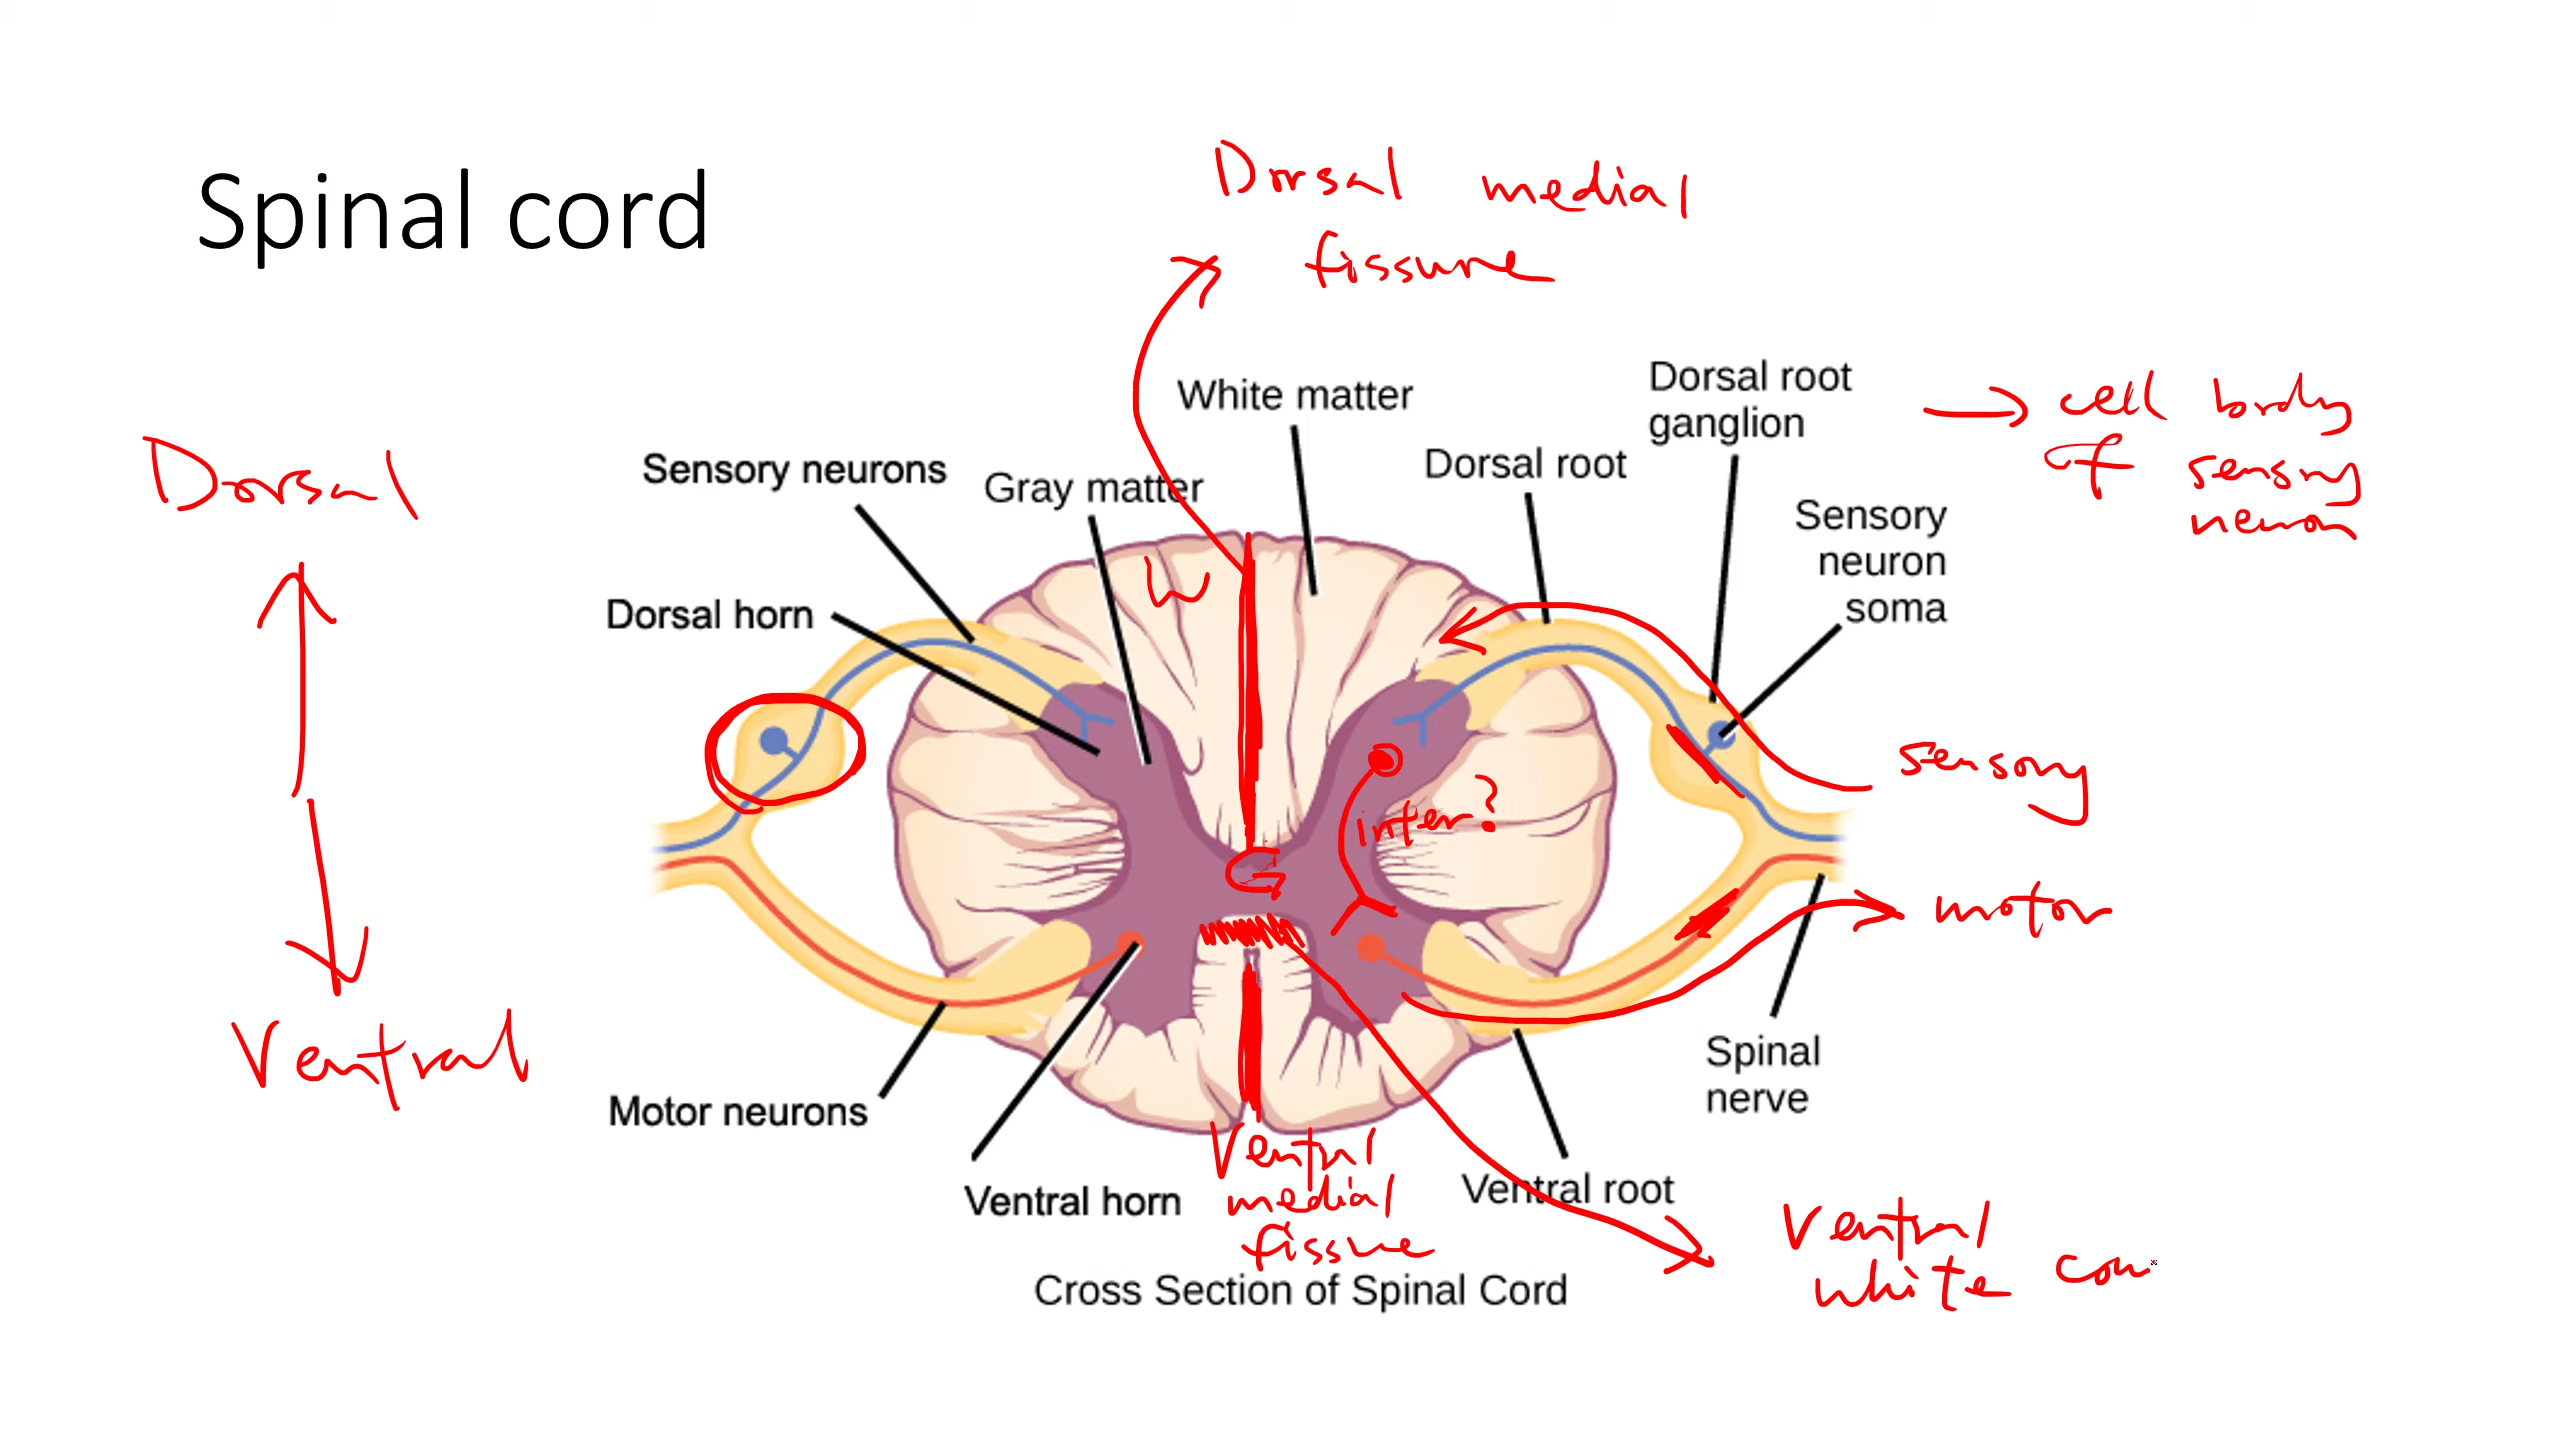 Spinal cord
Dorsal medial
fissure
White matter
Dorsal root
ganglion
→ cell body
of sensory
neuron
Sensory neurons
Gray matter
Dorsal root
Dorsal
Sensory
neuron
soma
W
Dorsal horn
sensory
inter?
G
motor
Ventral
Motor neurons
Ventral horn
Ventral
medial
fissure
Ventral root
Spinal
nerve
Ventral
white com
Cross Section of Spinal Cord